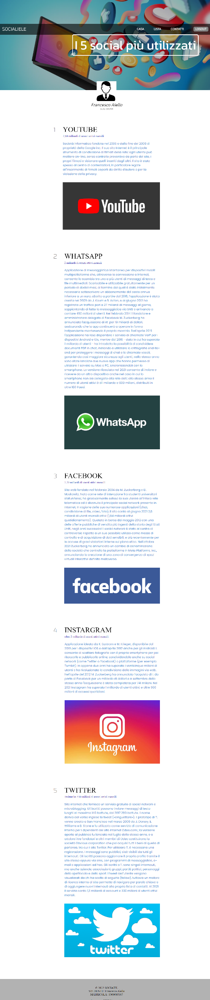 SOCIALIELE
CASA LISTA CONTATTI LOGOUT
I 5 social più utilizzati
Francesco Aiello
Stato: ONLINE
1 YOUTUBE
2,50 miliardi di utenti attivi mensili
Società informatica fondata nel 2005 e dalla fine del 2006 di
proprietà della Google inc. Il suo sito Internet è il principale
strumento di condivisione di filmati della rete: ogni utente può
mettere on-line, senza controllo preventivo da parte del sito, i
propri filmati e visionare quelli inseriti dagli altri. Il sito è stato
spesso al centro di contestazioni, in particolare legate
all'inserimento di filmati coperti da diritto d'autore o per la
violazione della privacy.
YouTube
2 WHATSAPP
2 miliardi di utenti attivi mensili
Applicazione di messaggistica istantanea per dispositivi mobili
multipiattaforma che, attraverso la connessione a Internet,
consente lo scambio tra uno o più utenti di messaggi di testo e
file multimediali. Scaricabile e utilizzabile gratuitamente per un
periodo di dodici mesi, al termine dei quali è stato inizialmente
necessario sottoscrivere un abbonamento del costo annuo
inferiore a un euro, abolito a partire dal 2016, l'applicazione è stata
creata nel 2009 da J. Koum e B. Acton, e al giugno 2013 ha
registrato un traffico pari a 27 miliardi di messaggi al giorno,
soppiantando di fatto la messaggistica via SMS e arrivando a
contare 450 milioni di utenti. Nel febbraio 2014 il fondatore e
amministratore delegato di Facebook M. Zuckerberg ha
annunciato l'acquisizione di W. per 19 miliardi di dollari,
assicurando che la app continuerà a operare in forma
indipendente mantenendo il proprio marchio. Dall'aprile 2015
l'applicazione ha reso disponibile il servizio di chiamate VoIP per i
dispositivi Android e iOs, mentre dal 2016 - data in cui ha superato
il miliardo di utenti - ha introdotto la possibilità di condividere
documenti PDF in chat, iniziando a utilizzare la crittografia end-to-
end per proteggere i messaggi di chat e le chiamate vocali,
garantendo così maggiore sicurezza agli utenti; nello stesso anno
sono state lanciate due nuove app che hanno permesso di
utilizzare il servizio su Mac e PC, sincronizzandoli con lo
smartphone. La versione rilasciata nel 2021 consente di inviare e
ricevere da un altro dispositivo anche nel caso in cui lo
smartphone non sia collegato alla rete dati; allo stesso anno il
numero di utenti attivi è di 1 miliardo e 600 milioni, distribuiti in
oltre 180 Paesi.
WhatsApp
3 FACEBOOK
2,70 miliardi di utenti attivi mensili
Sito web fondato nel febbraio 2004 da M. Zuckerberg e D.
Moskowitz. Nato come rete di interazione fra studenti universitari
statunitensi, ha gradualmente esteso la sua utenza all'intera rete
telematica ed è divenuto il principale social network presente in
Internet. In ragione delle sue numerose applicazioni (chat,
condivisione di file, video, foto), il sito conta al giugno 2021 2,8
miliardi di utenti mensili attivi (1,84 miliardi attivi
quotidianamente). Quotato in borsa dal maggio 2012 con una
delle offerte pubbliche di vendita più ingenti della storia degli Stati
Uniti, negli anni successivi il social network è stato al centro di
controversie rispetto a un suo possibile utilizzo come mezzo di
controllo e di acquisizione di dati sensibili, e più recentemente per
le accuse di gravi violazioni interne sul piano etico. Nell'ottobre
2021 Zuckerberg ha annunciato un cambio di denominazione
della società che controlla la piattaforma in Meta Platforms, Inc.,
annunciando la creazione di una zona di convergenza di spazi
virtuali interattivi definita metaverso.
facebook
4 INSTARGRAM
oltre 2 miliardo di utenti attivi mensili
Applicazione ideata da K. Systrom e M. Krieger, disponibile dal
2010 per i dispositivi iOS e dall'aprile 2012 anche per gli Android. I.
consente di scattare fotografie con il proprio smartphone per poi
ritoccarle e pubblicarle online, condividendole anche su social
network (come Twitter o Facebook) o piattaforme (per esempio
Tumblr); in appena due anni ha superato i venticinque milioni di
utenti e ha rivoluzionato la condivisione delle immagini via web.
Nell'aprile del 2012 M. Zuckerberg ha annunciato l'acquisto di I. da
parte di Facebook per un miliardo di dollari e a settembre dello
stesso anno l'acquisizione è stata completata per 741 milioni. Nel
2021 Instagram ha superato 1 miliardo di utenti attivi, e oltre 500
milioni di accessi quotidiani.
Instagram
5 TWITTER
Twitter ha 330 milioni di utenti attivi mensili
Sito internet che fornisce un servizio gratuito di social network e
microblogging. Gli iscritti possono inviare messaggi di testo
lunghi al massimo 140 battute, dal 2017 280 battute. Il nome
deriva dal verbo inglese to tweet («cinguettare»). Il prototipo di T.
venne creato a San Francisco nel marzo 2006 da J. Dorsey, E.
Williams e B. Stone e fu utilizzato come servizio di comunicazione
interna per i dipendenti del sito internet Odeo.com.; la versione
aperta al pubblico fu lanciata nel luglio dello stesso anno, e a
ottobre i tre fondatori e altri membri di Odeo costituirono la
società Obvious corporation che poi acquisì tutti i beni di quella di
partenza, tra cui il sito Twitter. Per utilizzare T. è necessaria una
registrazione. I messaggi sono pubblici, cioè visibili da tutti gli
internauti. Gli iscritti possono aggiornare il proprio profilo tramite il
sito stesso oppure via sms, con programmi di messaggistica, e-
mail o applicazioni ad hoc. Gli iscritti a T. sono singoli internauti,
ma anche aziende, associazioni, gruppi, partiti politici, personaggi
dello spettacolo e dello sport. I tweet dell'utente vengono
visualizzati da chi ha scelto di seguirlo (follow), tuttavia un motore
di ricerca interno al sito permette di navigare per parole chiave e
di aggiungere nuovi internauti alla propria lista di contatti. Al 2021
il servizio conta 1,3 miliardi di account e 330 milioni di utenti attivi
mensili.
twitter
© 2022 SOCIAIEL
STUDENTE: Francesco Aiello
MATRICOLA: 1000003387